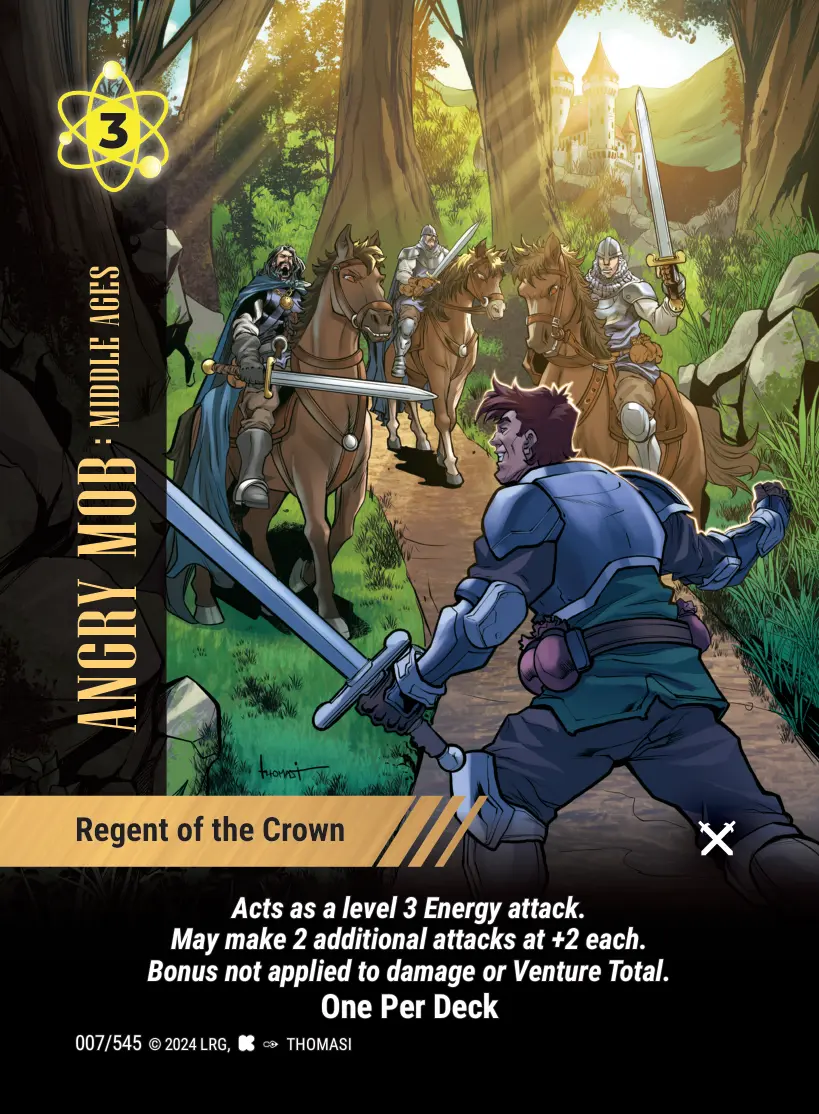 3
ANGRY MOB: MIDDLE AGES
THOMASI
Regent of the Crown
Acts as a level 3 Energy attack.
May make 2 additional attacks at +2 each.
Bonus not applied to damage or Venture Total.
One Per Deck
007/545 © 2024 LRG, THOMASI